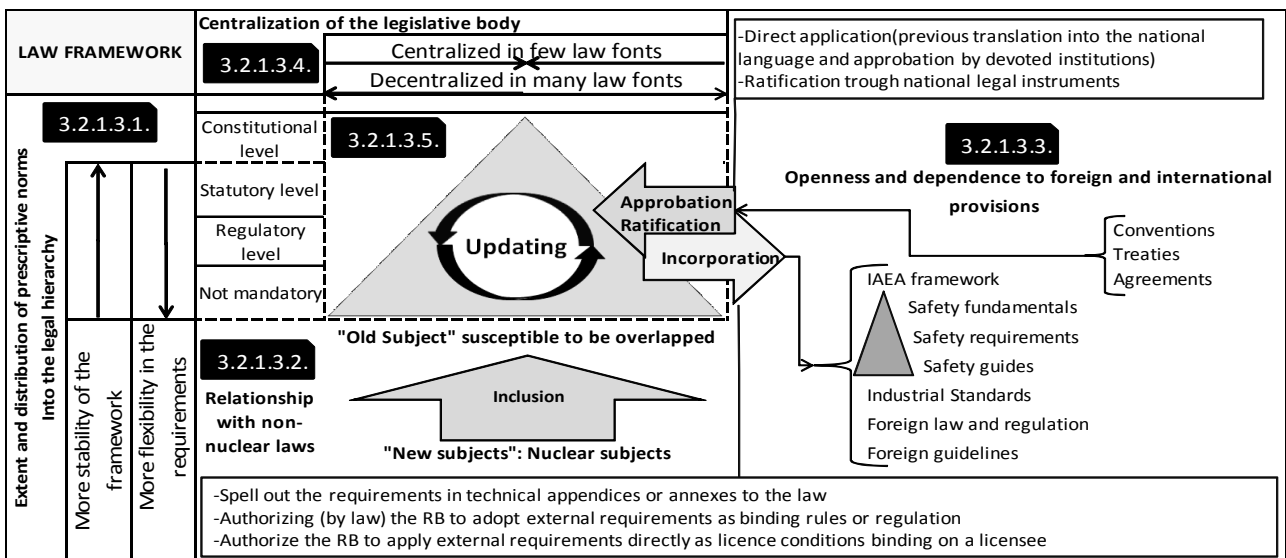 LAW FRAMEWORK
Centralization of the legislative body
3.2.1.3.4.
Centralized in few law fonts
Decentralized in many law fonts
-Direct application(previous translation into the national
language and approbation by devoted institutions)
-Ratification trough national legal instruments
3.2.1.3.1.
Extent and distribution of prescriptive norms
Into the legal hierarchy
More stability of the
framework
More flexibility in the
requirements
Constitutional
level
Statutory level
Regulatory
level
Not mandatory
3.2.1.3.5.
Updating
Approbation
Ratification
Incorporation
3.2.1.3.3.
Openness and dependence to foreign and international
provisions
Conventions
Treaties
Agreements
IAEA framework
Safety fundamentals
Safety requirements
Safety guides
Industrial Standards
Foreign law and regulation
Foreign guidelines
"Old Subject" susceptible to be overlapped
3.2.1.3.2.
Relationship
with non-
nuclear laws
Inclusion
"New subjects": Nuclear subjects
-Spell out the requirements in technical appendices or annexes to the law
-Authorizing (by law) the RB to adopt external requirements as binding rules or regulation
-Authorize the RB to apply external requirements directly as licence conditions binding on a licensee